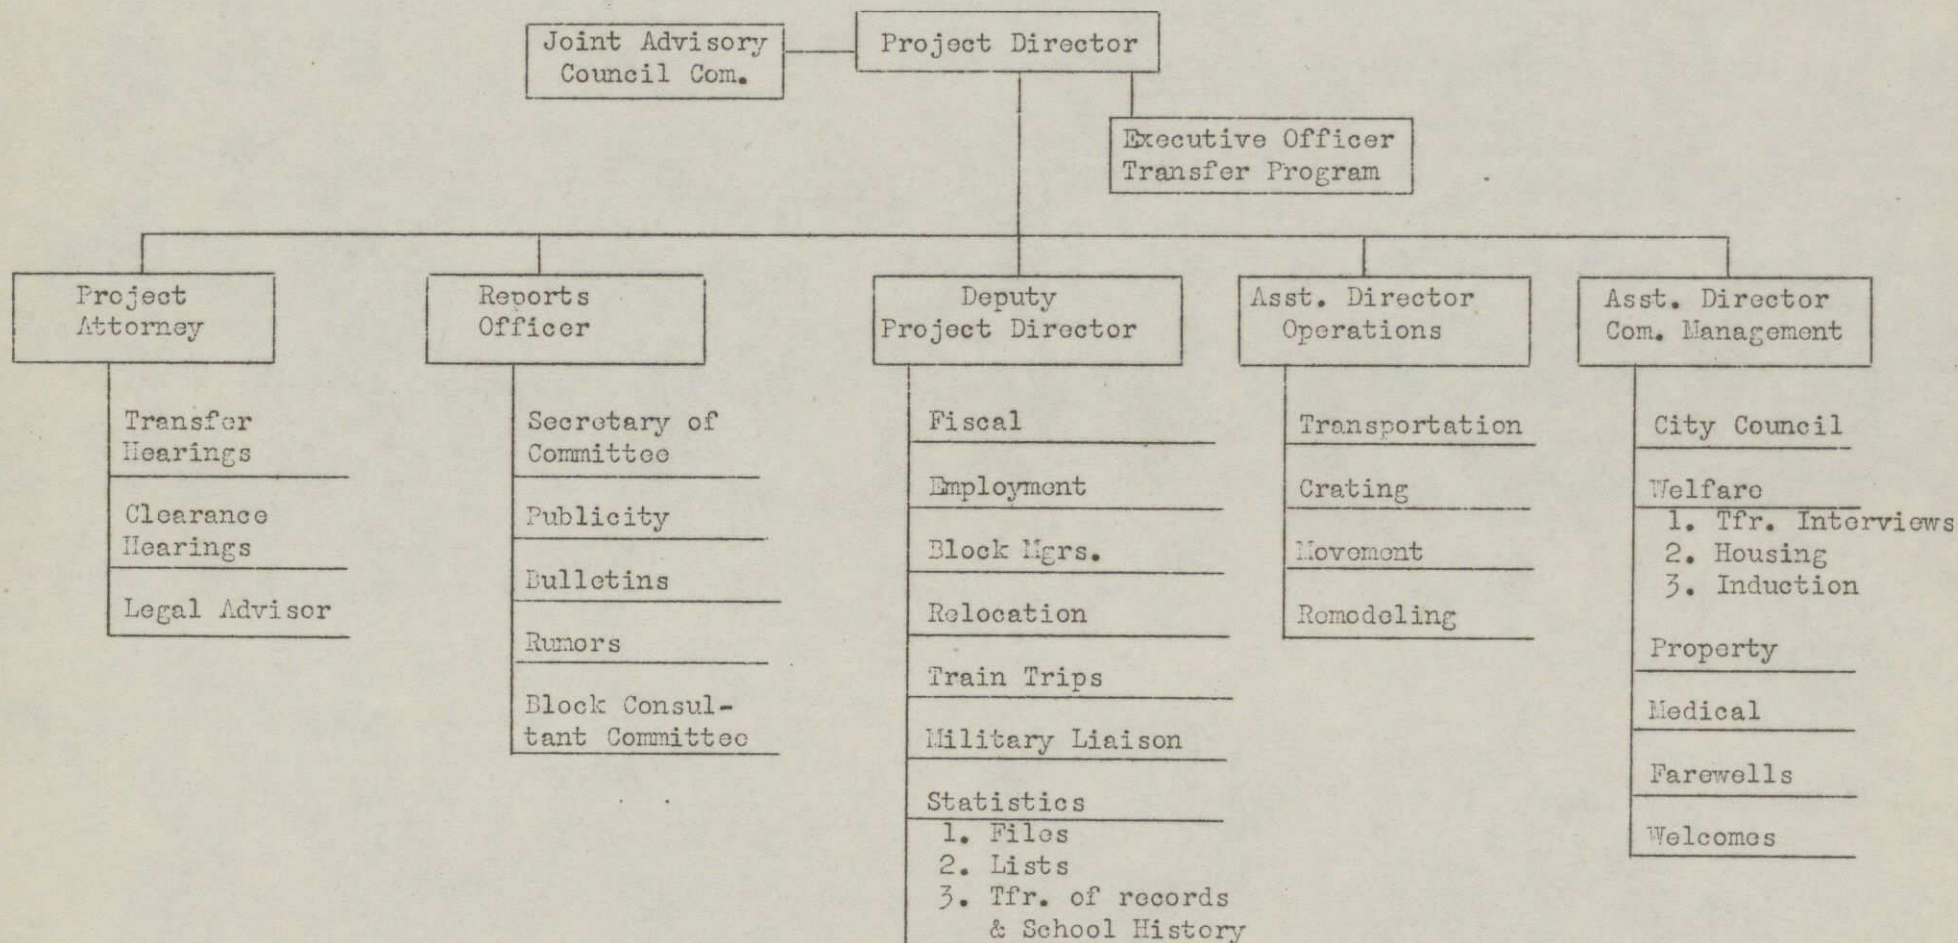 Joint Advisory
Council Com.
Project Director
Executive Officer
Transfer Program
Project
Attorney
Transfer
Hearings
Clearance
Hearings
Legal Advisor
Reports
Officer
Secretary of
Committee
Publicity
Bulletins
Rumors
Block Consul-
tant Committee
Deputy
Project Director
Fiscal
Employment
Block Mgrs.
Relocation
Train Trips
Military Liaison
Statistics
1. Files
2. Lists
3. Tfr. of records
& School History
Asst. Director
Operations
Transportation
Crating
Movement
Remodeling
Asst. Director
Com. Management
City Council
Welfare
1. Tfr. Interviews
2. Housing
3. Induction
Property
Medical
Farewells
Welcomes